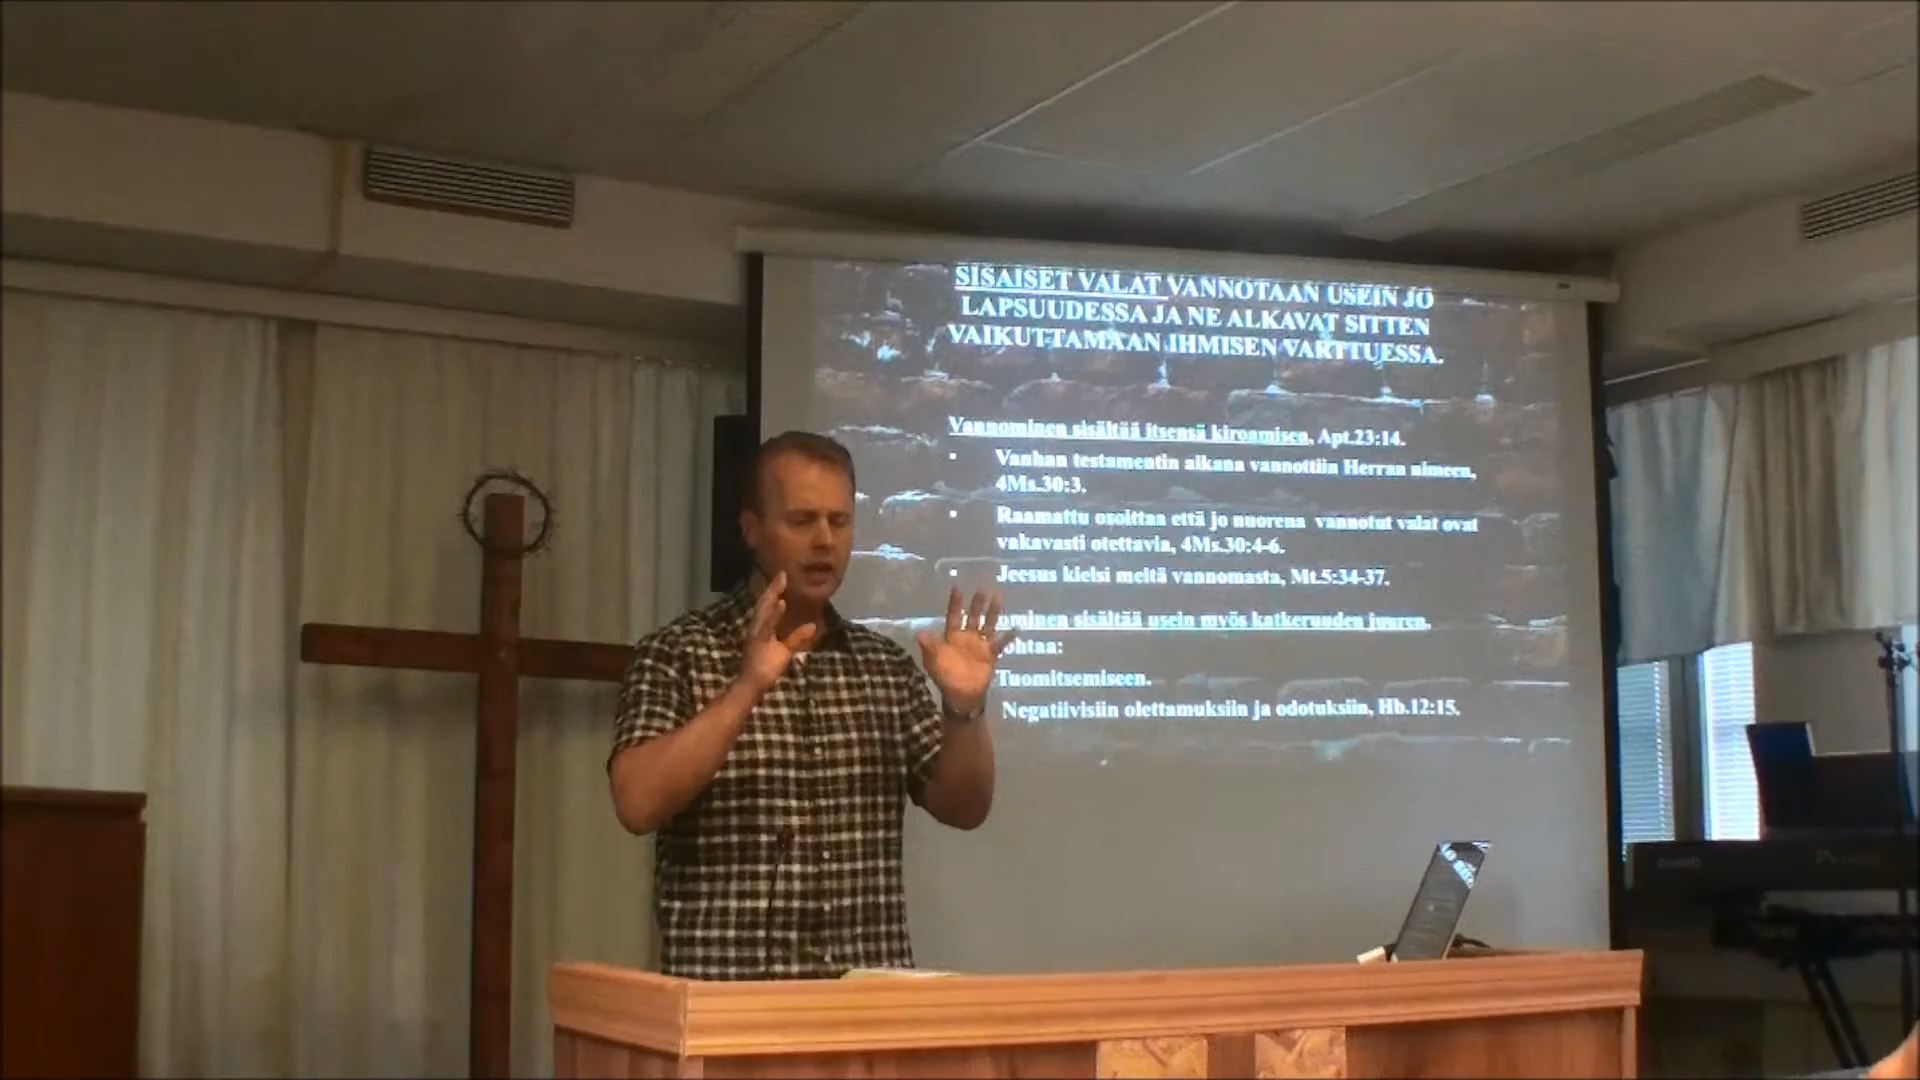 SISÄISET VALAT VANNOTAAN USEIN JO
LAPSUUDESSA JA NE ALKAVAT SITTEN
VAIKUTTAMAAN IHMISEN VARTTUESSA.
Vannominen sisältää itsensä kiroamisen, Apt.23:14.
Vanhan testamentin aikana vannottiin Herran nimeen,
4Ms.30:3.
Raamattu osoittaa että jo nuorena vannotut valat ovat
vakavasti otettavia, 4Ms.30:4-6.
Jeesus kielsi meitä vannomasta, Mt.5:34-37.
ominen sisältää usein myös katkeruuden juuren,
johtaa:
Tuomitsemiseen.
Negatiivisiin olettamuksiin ja odotuksiin, Hb.12:15.